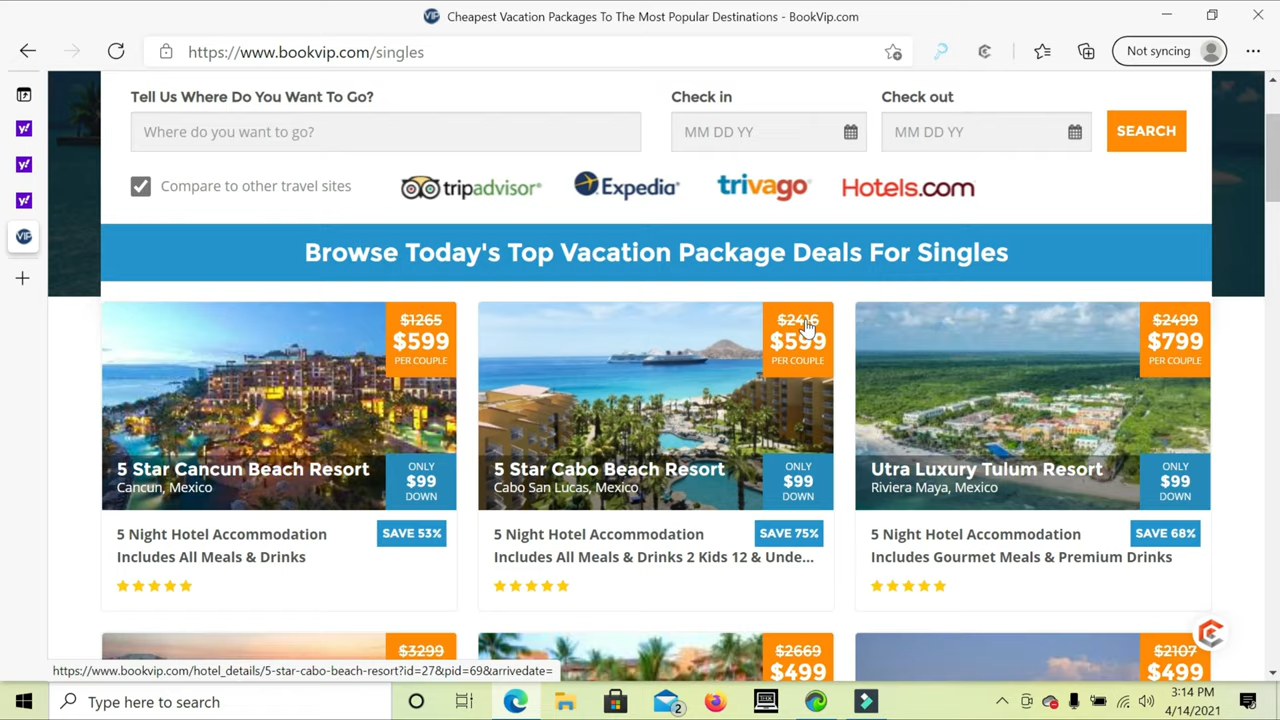 VIP Cheapest Vacation Packages To The Most Popular Destinations - BookVip.com
https://www.bookvip.com/singles
Not syncing
Tell Us Where Do You Want To Go?
Check in
Check out
Where do you want to go?
MM DD YY
MM DD YY
SEARCH
Compare to other travel sites
tripadvisor
Expedia
trivago
Hotels.com
Browse Today's Top Vacation Package Deals For Singles
$1265
$599
PER COUPLE
5 Star Cancun Beach Resort
Cancun, Mexico
ONLY
$99
DOWN
5 Night Hotel Accommodation
Includes All Meals & Drinks
SAVE 53%
$2416
$599
PER COUPLE
5 Star Cabo Beach Resort
Cabo San Lucas, Mexico
ONLY
$99
DOWN
5 Night Hotel Accommodation
Includes All Meals & Drinks 2 Kids 12 & Unde...
SAVE 75%
$2499
$799
PER COUPLE
Utra Luxury Tulum Resort
Riviera Maya, Mexico
ONLY
$99
DOWN
5 Night Hotel Accommodation
Includes Gourmet Meals & Premium Drinks
SAVE 68%
$3299
$2669
$499
$2107
$499
https://www.bookvip.com/hotel_details/5-star-cabo-beach-resort?id=27&pid=69&arrivedate=
Type here to search
2
3:14 PM
4/14/2021